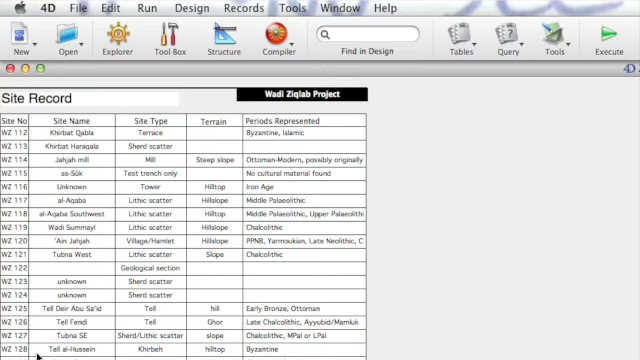 4D File Edit Run Design Records Tools Window Help
New Open Explorer Tool Box Structure Compiler Find in Design Tables Query Tools Execute
4D
Site Record Wadi Ziqlab Project
Site No Site Name Site Type Terrain Periods Represented
WZ 112 Khirbat Qabla Terrace Byzantine, Islamic
WZ 113 Khirbat Haraqala Sherd scatter
WZ 114 Jahjah mill Mill Steep slope Ottoman-Modern, possibly originally
WZ 115 as-Sûk Test trench only No cultural material found
WZ 116 Unknown Tower Hilltop Iron Age
WZ 117 al-Aqaba Lithic scatter Hillslope Middle Palaeolithic
WZ 118 al-Aqaba Southwest Lithic scatter Hilltop Middle Palaeolithic, Upper Palaeolithi
WZ 119 Wadi Summayl Lithic scatter Hillslope Chalcolithic
WZ 120 'Ain Jahjah Village/Hamlet Hillslope PPNB, Yarmoukian, Late Neolithic, C
WZ 121 Tubna West Lithic scatter Slope Chalcolithic
WZ 122 Geological section
WZ 123 unknown Sherd scatter
WZ 124 unknown Sherd scatter
WZ 125 Tell Deir Abu Sa'id Tell hill Early Bronze, Ottoman
WZ 126 Tell Fendi Tell Ghor Late Chalcolithic, Ayyubid/Mamluk
WZ 127 Tubna SE Sherd/Lithic scatter slope Chalcolithic, MPal or LPal
WZ 128 Tell al-Hussein Khirbeh hilltop Byzantine